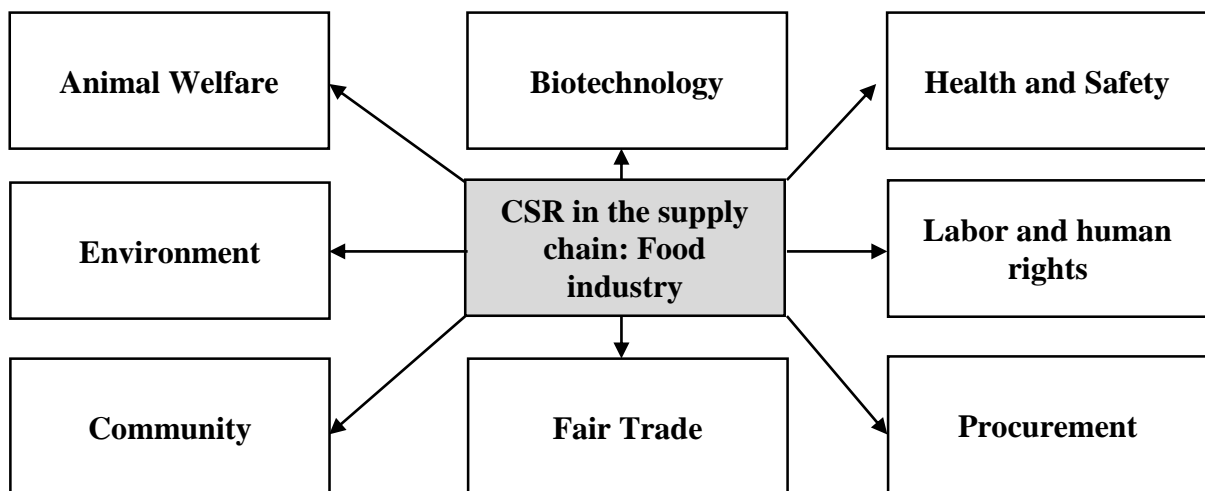 Animal Welfare
Biotechnology
Health and Safety
Environment
CSR in the supply
chain: Food
industry
Labor and human
rights
Community
Fair Trade
Procurement